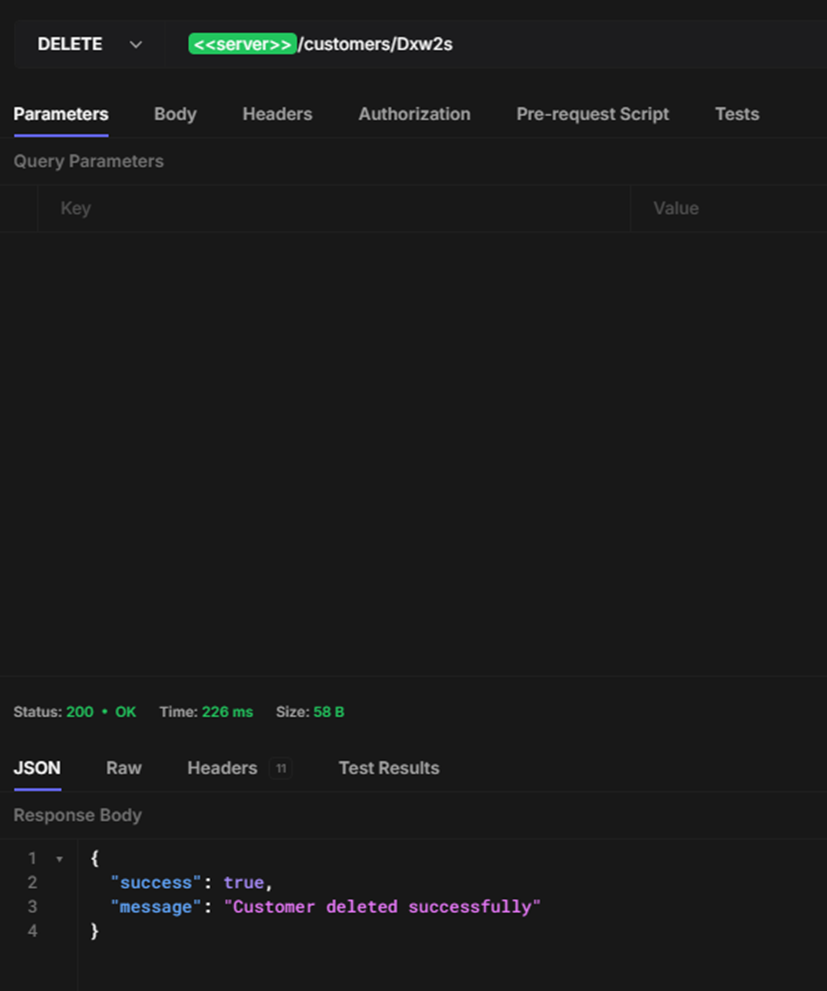 DELETE <<server>>/customers/Dxw2s
Parameters Body Headers Authorization Pre-request Script Tests
Query Parameters
Key Value
Status: 200 • OK Time: 226 ms Size: 58 B
JSON Raw Headers 11 Test Results
Response Body
1 {
2 "success": true,
3 "message": "Customer deleted successfully"
4 }